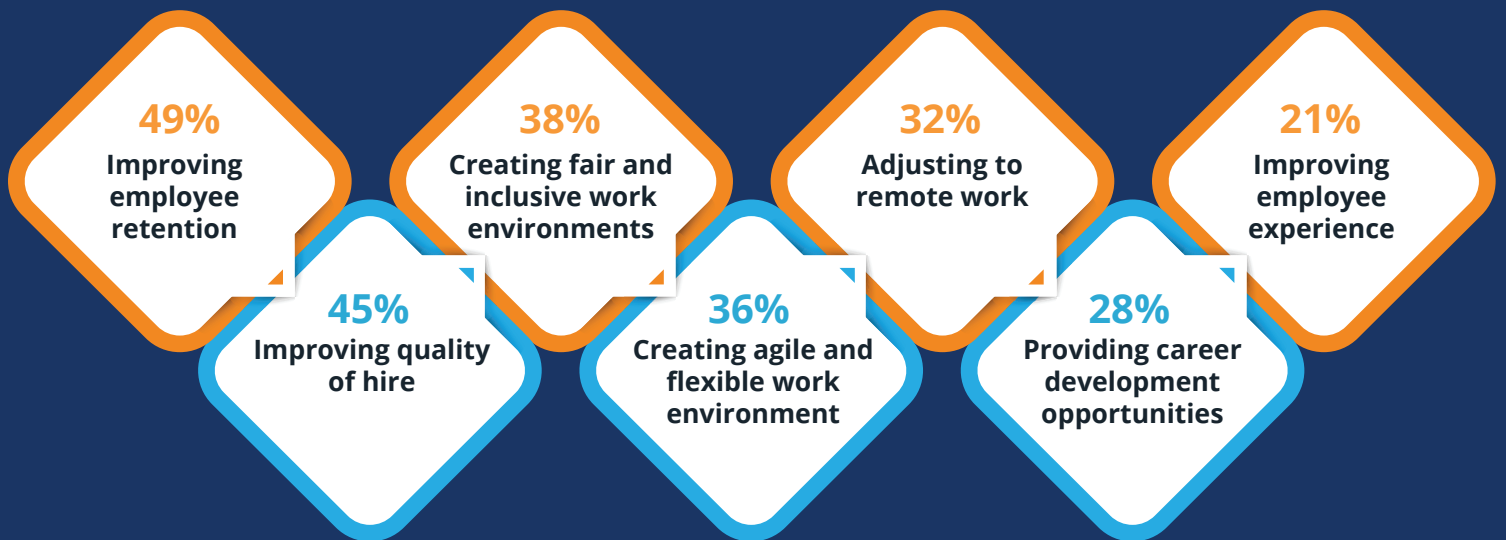 49%
Improving
employee
retention
45%
Improving quality
of hire
38%
Creating fair and
inclusive work
environments
36%
Creating agile and
flexible work
environment
32%
Adjusting to
remote work
28%
Providing career
development
opportunities
21%
Improving
employee
experience